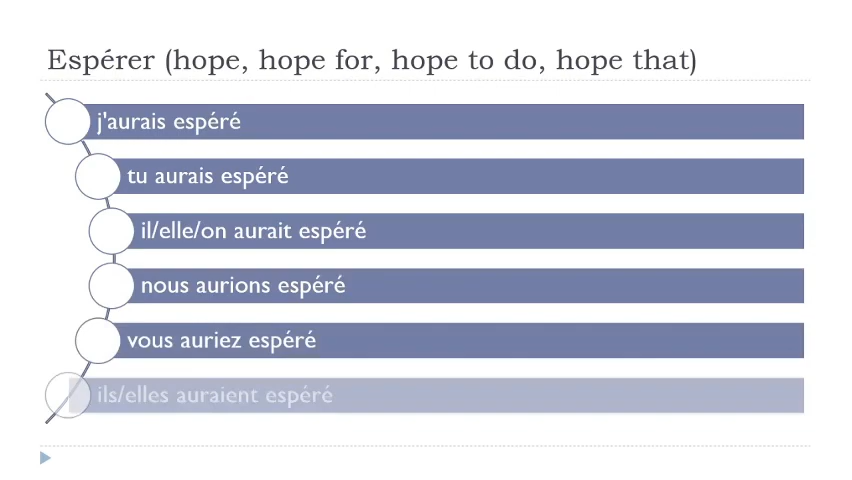 Espérer (hope, hope for, hope to do, hope that)
j'aurais espéré
tu aurais espéré
il/elle/on aurait espéré
nous aurions espéré
vous auriez espéré
ils/elles auraient espéré